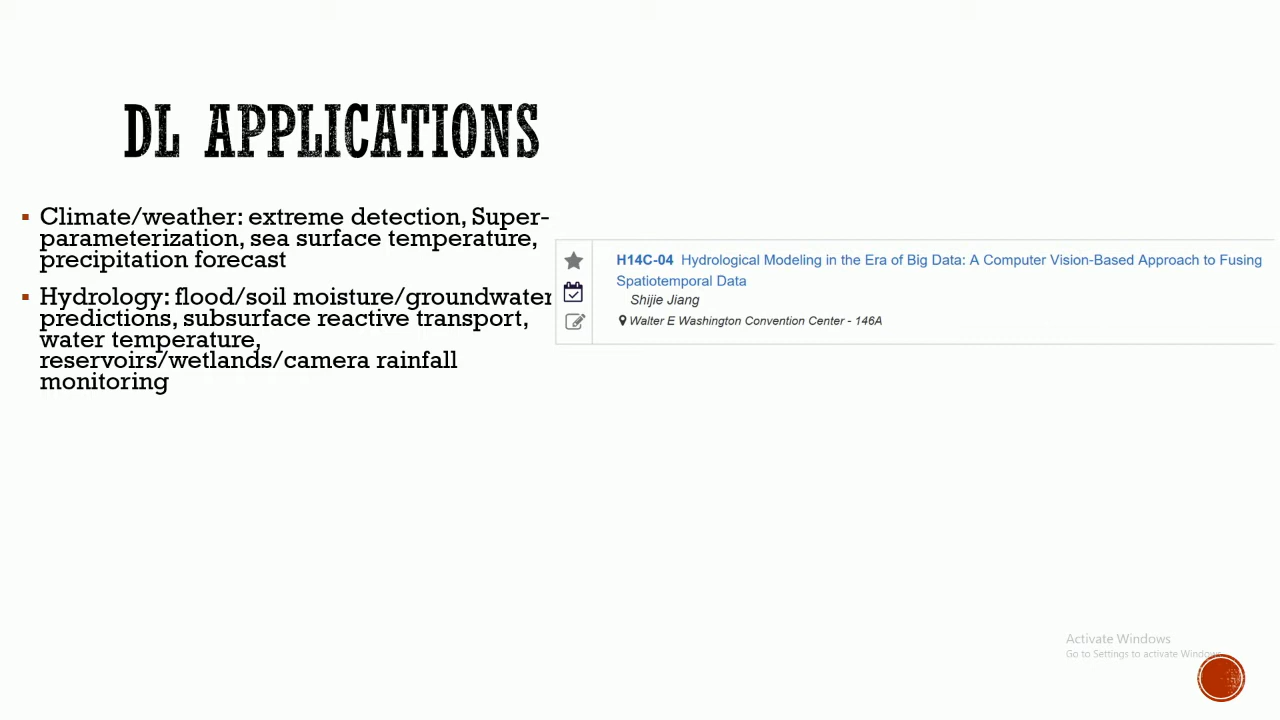 DL APPLICATIONS
Climate/weather: extreme detection, Super-
parameterization, sea surface temperature,
precipitation forecast
Hydrology: flood/soil moisture/groundwater
predictions, subsurface reactive transport,
water temperature,
reservoirs/wetlands/camera rainfall
monitoring
H14C-04 Hydrological Modeling in the Era of Big Data: A Computer Vision-Based Approach to Fusing
Spatiotemporal Data
Shijie Jiang
Walter E Washington Convention Center - 146A
Activate Windows
Go to Settings to activate Windows.